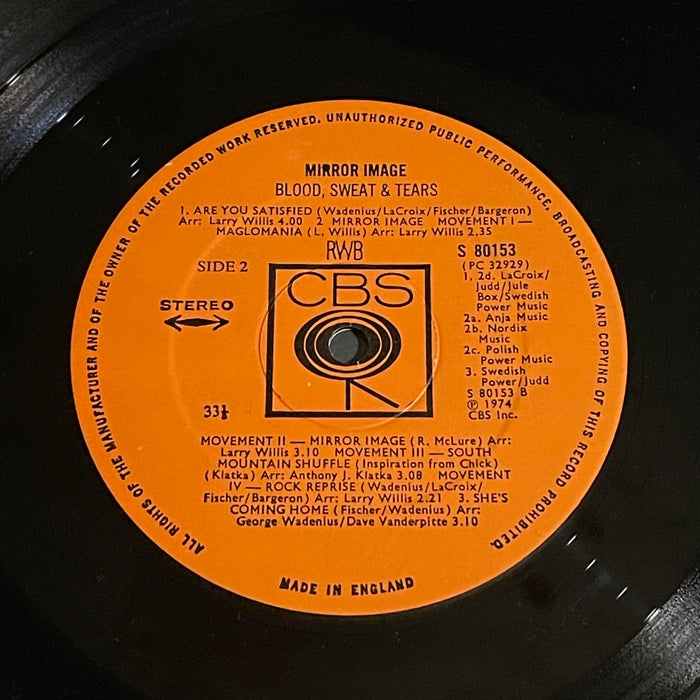 ALL RIGHTS OF THE MANUFACTURER AND OF THE OWNER OF THE RECORDED WORK RESERVED. UNAUTHORIZED PUBLIC PERFORMANCE, BROADCASTING AND COPYING OF THIS RECORD PROHIBITED.
MIRROR IMAGE
BLOOD, SWEAT & TEARS
1. ARE YOU SATISFIED (Wadenius/LaCroix/Fischer/Bargeron)
Arr: Larry Willis 4.00 2 MIRROR IMAGE MOVEMENT I—
MAGLOMANIA (L. Willis) Arr: Larry Willis 2.35
RWB
S 80153
(PC 32929)
SIDE 2
CBS
1, 2d. LaCroix/
Judd/Jule
Box/Swedish
Power Music
2a. Anja Music
2b. Nordix
Music
2c. Polish
Power Music
3. Swedish
Power/Judd
S 80153 B
℗ 1974
CBS Inc.
STEREO
33⅓
MOVEMENT II — MIRROR IMAGE (R. McLure) Arr:
Larry Willis 3.10 MOVEMENT III — SOUTH
MOUNTAIN SHUFFLE (Inspiration from Chick)
(Klatka) Arr: Anthony J. Klatka 3.08 MOVEMENT
IV — ROCK REPRISE (Wadenius/LaCroix/
Fischer/Bargeron) Arr: Larry Willis 2.21 3. SHE'S
COMING HOME (Fischer/Wadenius) Arr:
George Wadenius/Dave Vanderpitte 3.10
MADE IN ENGLAND